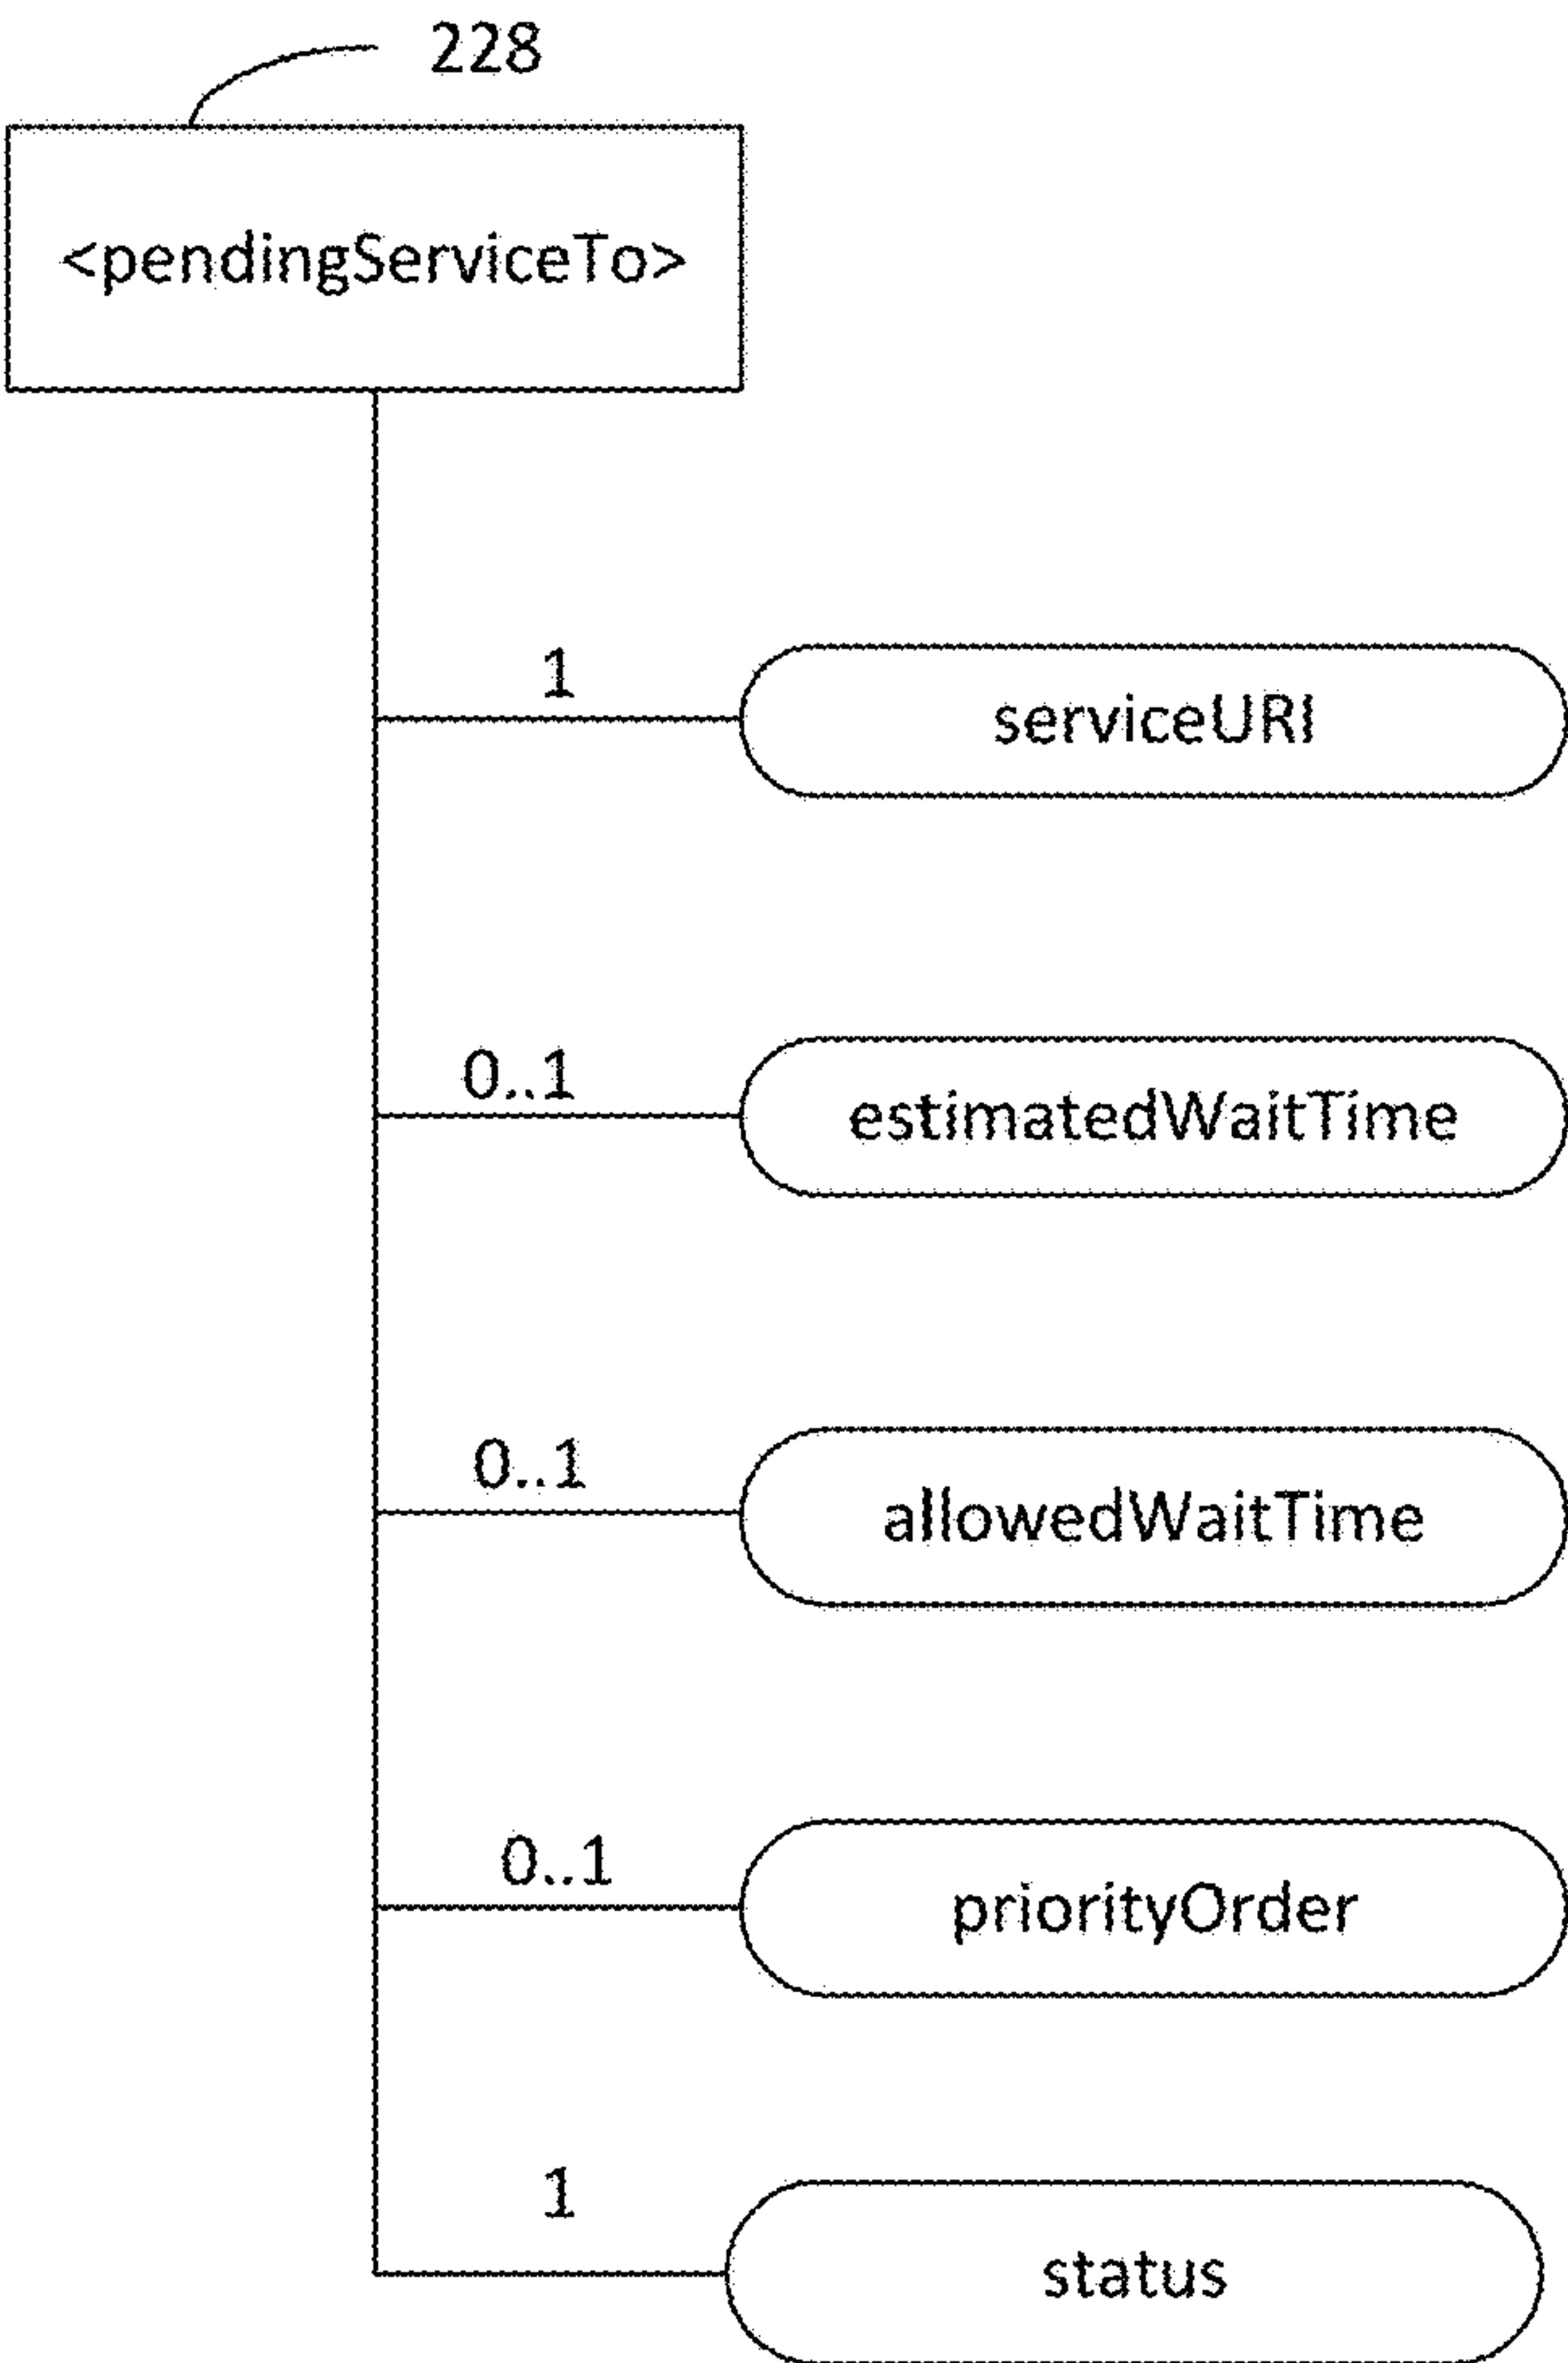 228
<pendingServiceTo>
1
serviceURI
0..1
estimatedWaitTime
0..1
allowedWaitTime
0..1
priorityOrder
1
status